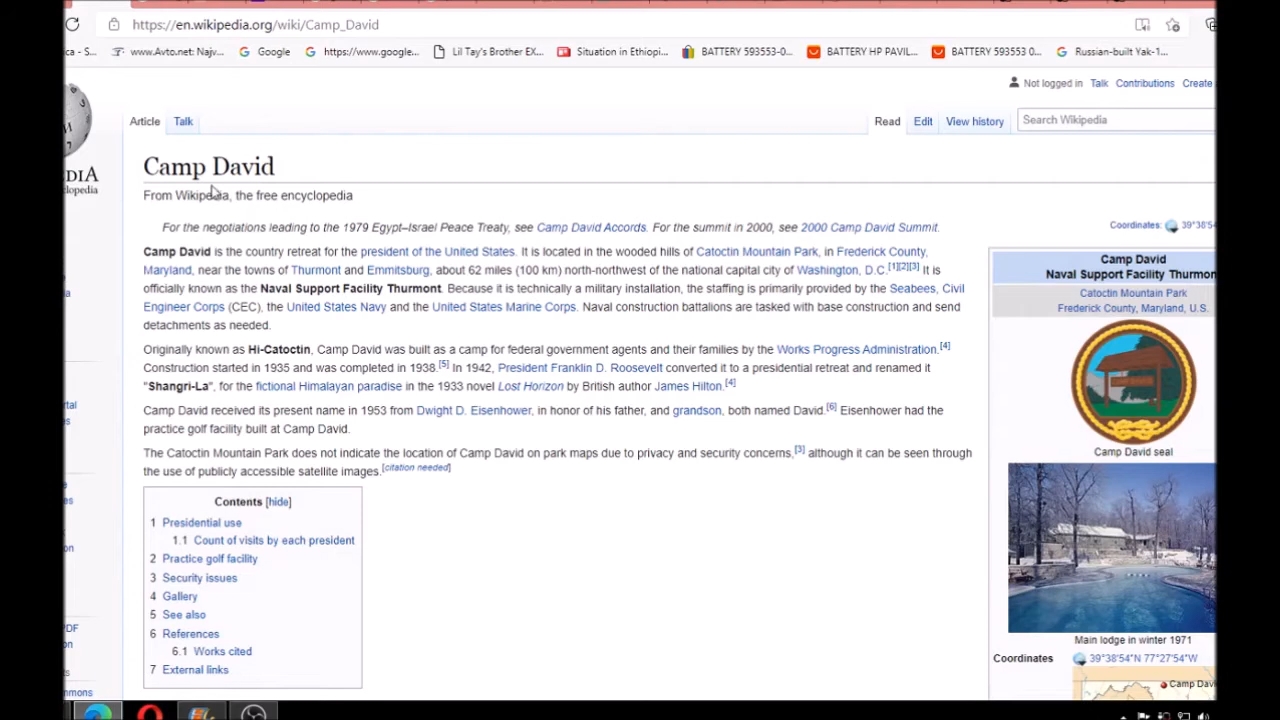 https://en.wikipedia.org/wiki/Camp_David
www.Avto.net: Najv... Google https://www.google... Lil Tay's Brother EX... Situation in Ethiopi... BATTERY 593553-0... BATTERY HP PAVIL... BATTERY 593553 0... Russian-built Yak-1...
Not logged in Talk Contributions Create
Article Talk Read Edit View history Search Wikipedia
Camp David
From Wikipedia, the free encyclopedia
For the negotiations leading to the 1979 Egypt–Israel Peace Treaty, see Camp David Accords. For the summit in 2000, see 2000 Camp David Summit.
Coordinates: 39°38'54
Camp David is the country retreat for the president of the United States. It is located in the wooded hills of Catoctin Mountain Park, in Frederick County,
Maryland, near the towns of Thurmont and Emmitsburg, about 62 miles (100 km) north-northwest of the national capital city of Washington, D.C.[1][2][3] It is
officially known as the Naval Support Facility Thurmont. Because it is technically a military installation, the staffing is primarily provided by the Seabees, Civil
Engineer Corps (CEC), the United States Navy and the United States Marine Corps. Naval construction battalions are tasked with base construction and send
detachments as needed.
Originally known as Hi-Catoctin, Camp David was built as a camp for federal government agents and their families by the Works Progress Administration.[4]
Construction started in 1935 and was completed in 1938.[5] In 1942, President Franklin D. Roosevelt converted it to a presidential retreat and renamed it
"Shangri-La", for the fictional Himalayan paradise in the 1933 novel Lost Horizon by British author James Hilton.[4]
Camp David received its present name in 1953 from Dwight D. Eisenhower, in honor of his father, and grandson, both named David.[6] Eisenhower had the
practice golf facility built at Camp David.
The Catoctin Mountain Park does not indicate the location of Camp David on park maps due to privacy and security concerns,[3] although it can be seen through
the use of publicly accessible satellite images.[citation needed]
Contents [hide]
1 Presidential use
1.1 Count of visits by each president
2 Practice golf facility
3 Security issues
4 Gallery
5 See also
6 References
6.1 Works cited
7 External links
Camp David
Naval Support Facility Thurmon
Catoctin Mountain Park
Frederick County, Maryland, U.S.
Camp David seal
Main lodge in winter 1971
Coordinates 39°38'54"N 77°27'54"W
Camp Davi